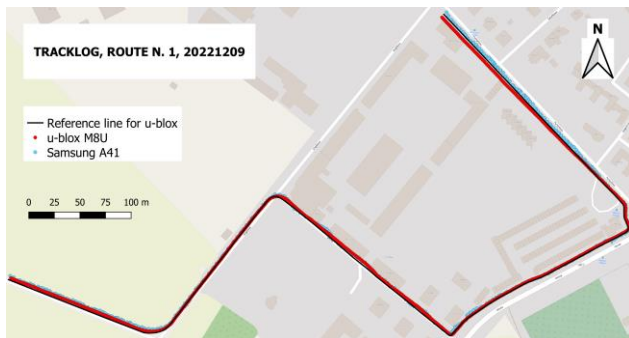 TRACKLOG, ROUTE N. 1, 20221209
N
Reference line for u-blox
u-blox M8U
Samsung A41
0 25 50 75 100 m